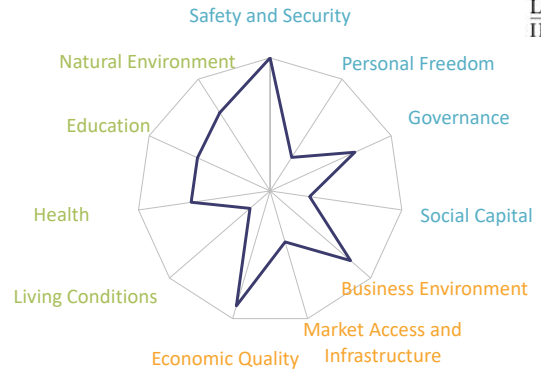 Safety and Security
Natural Environment
Personal Freedom
Education
Governance
Health
Social Capital
Living Conditions
Business Environment
Market Access and
Infrastructure
Economic Quality